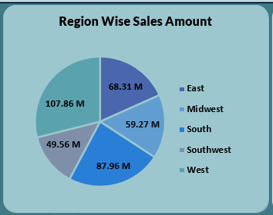 Region Wise Sales Amount
68.31 M
59.27 M
87.96 M
49.56 M
107.86 M
East
Midwest
South
Southwest
West